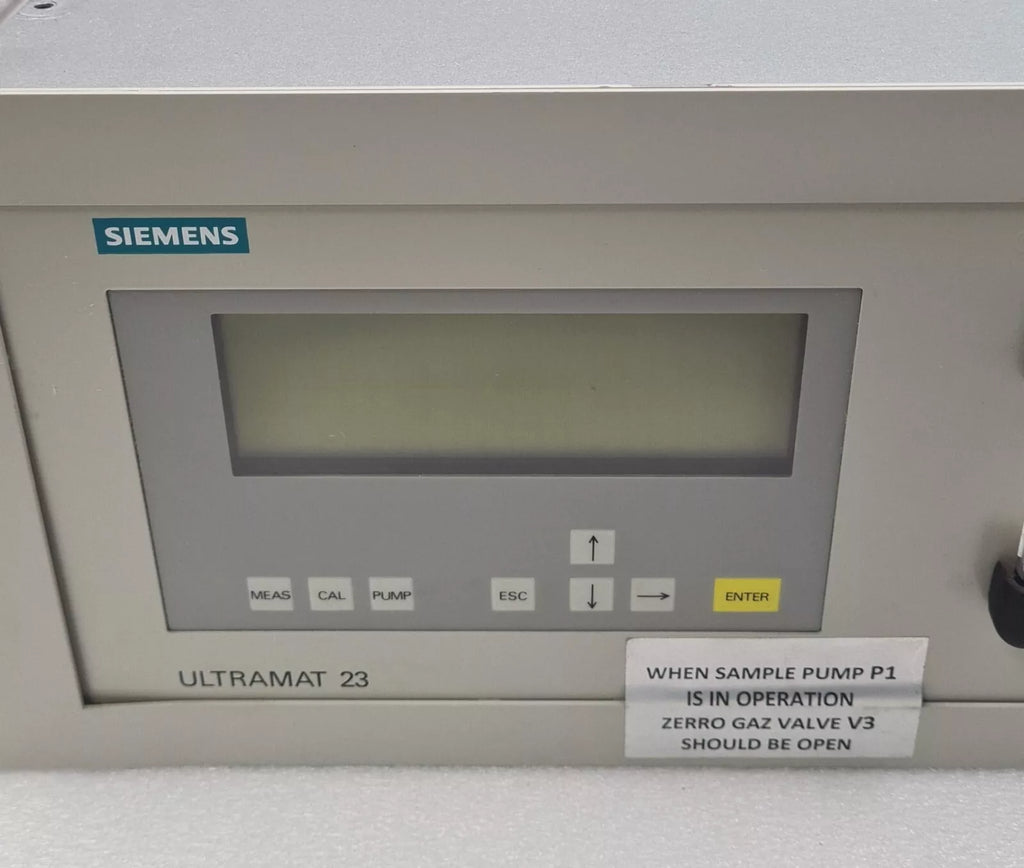 SIEMENS
MEAS CAL PUMP ESC ↑ ↓ → ENTER
ULTRAMAT 23
WHEN SAMPLE PUMP P1
IS IN OPERATION
ZERRO GAZ VALVE V3
SHOULD BE OPEN